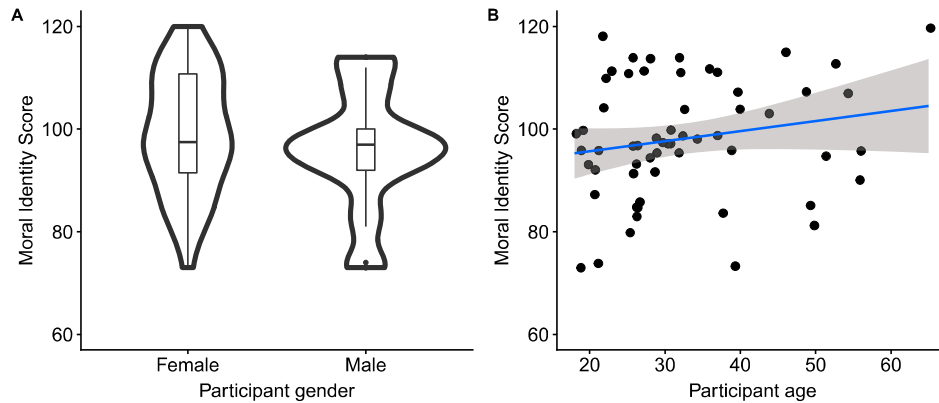 A
Moral Identity Score
120
100
80
60
Female Male
Participant gender
B
Moral Identity Score
120
100
80
60
20 30 40 50 60
Participant age